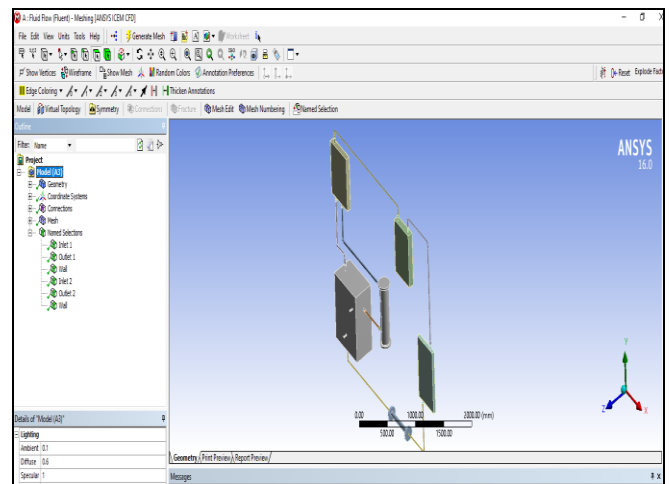 A : Fluid Flow (Fluent) - Meshing [ANSYS ICEM CFD]
File Edit View Units Tools Help Generate Mesh Worksheet
Show Vertices Wireframe Show Mesh Random Colors Annotation Preferences Reset Explode Fact
Edge Coloring Thicken Annotations
Model Virtual Topology Symmetry Connections Fracture Mesh Edit Mesh Numbering Named Selection
Outline
Filter: Name
Project
Model (A3)
Geometry
Coordinate Systems
Connections
Mesh
Named Selections
Inlet 1
Outlet 1
Wall
Inlet 2
Outlet 2
Wall
ANSYS
16.0
Y
Z X
0.00 1000.00 2000.00 (mm)
500.00 1500.00
Details of "Model (A3)"
Lighting
Ambient 0.1
Diffuse 0.6
Specular 1
Geometry Print Preview Report Preview
Messages